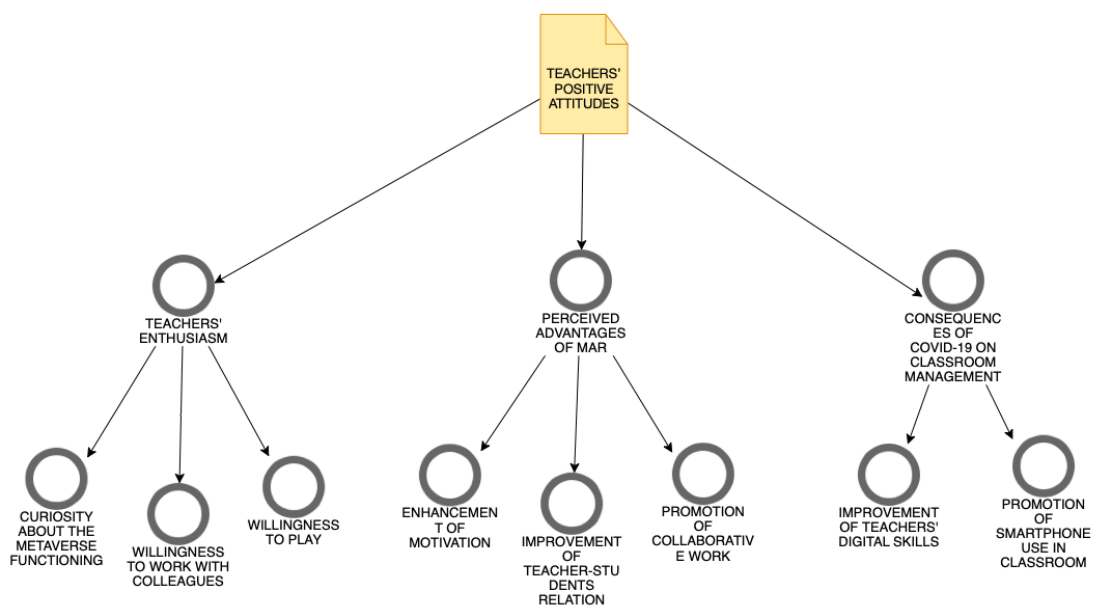 TEACHERS'
POSITIVE
ATTITUDES
TEACHERS'
ENTHUSIASM
PERCEIVED
ADVANTAGES
OF MAR
CONSEQUENC
ES OF
COVID-19 ON
CLASSROOM
MANAGEMENT
CURIOSITY
ABOUT THE
METAVERSE
FUNCTIONING
WILLINGNESS
TO WORK WITH
COLLEAGUES
WILLINGNESS
TO PLAY
ENHANCEMEN
T OF
MOTIVATION
IMPROVEMENT
OF
TEACHER-STU
DENTS
RELATION
PROMOTION
OF
COLLABORATIV
E WORK
IMPROVEMENT
OF TEACHERS'
DIGITAL SKILLS
PROMOTION
OF
SMARTPHONE
USE IN
CLASSROOM